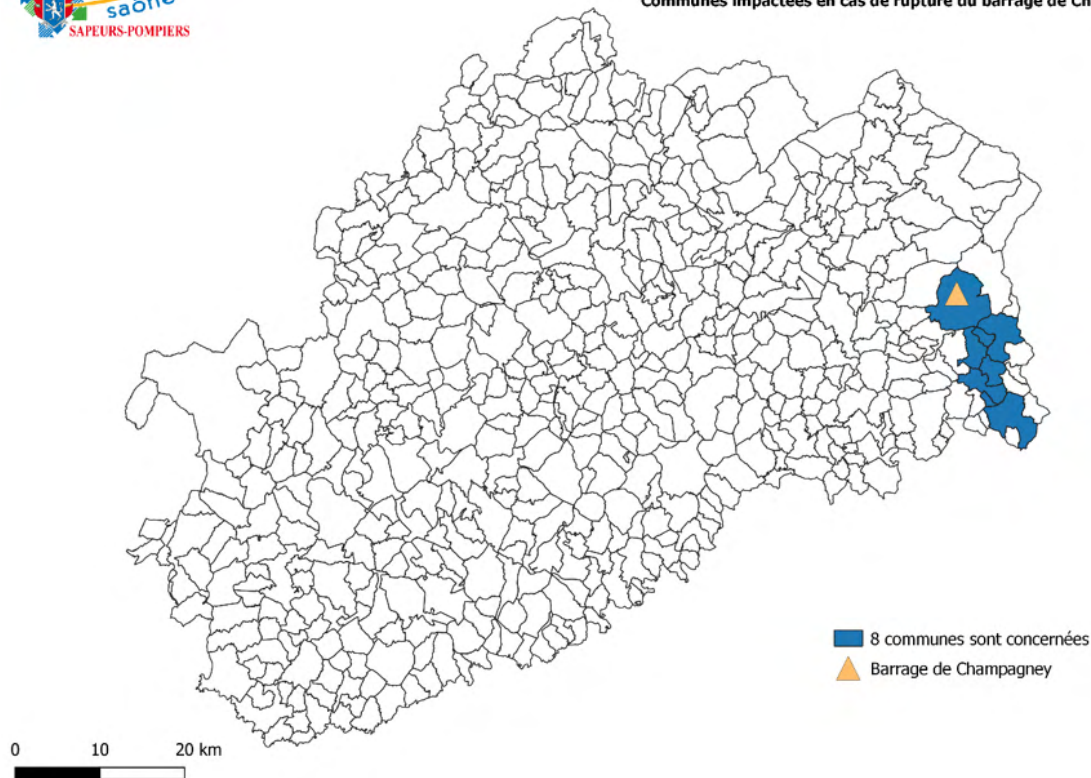 saône
SAPEURS-POMPIERS
Communes impactées en cas de rupture du barrage de Ch
8 communes sont concernées
Barrage de Champagney
0 10 20 km